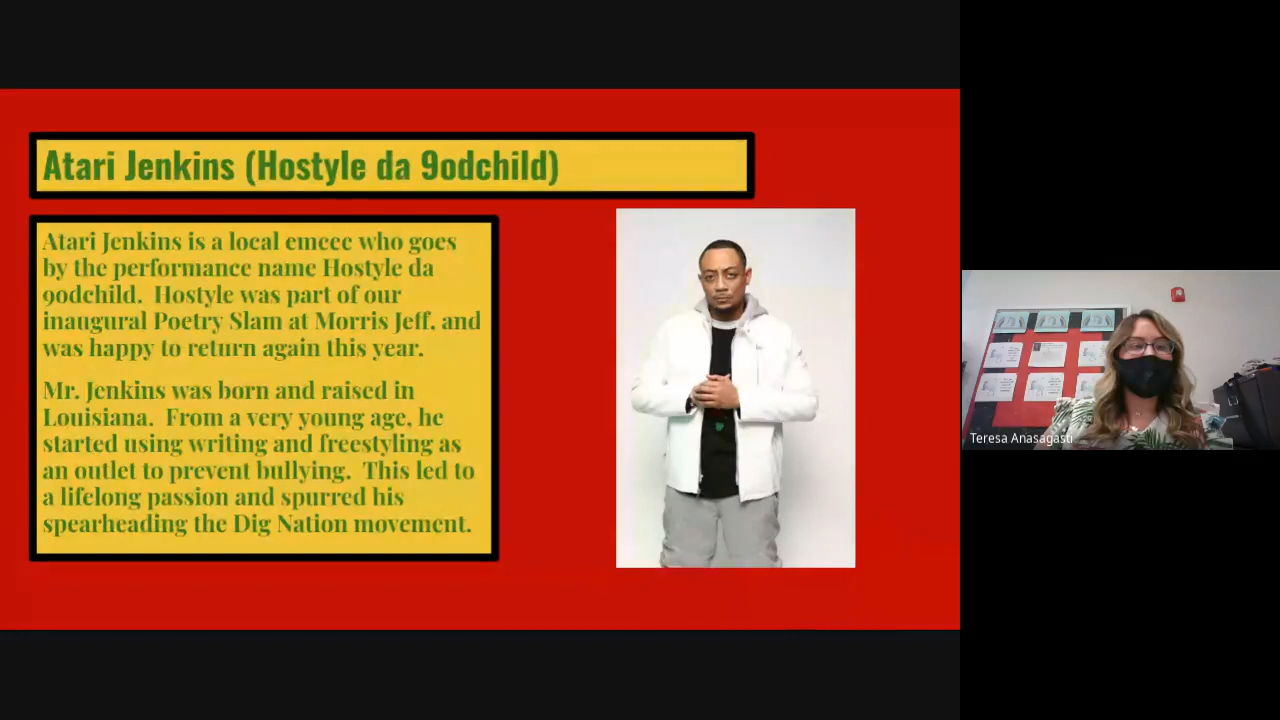 Atari Jenkins (Hostyle da 9odchild)
Atari Jenkins is a local emcee who goes
by the performance name Hostyle da
9odchild.  Hostyle was part of our
inaugural Poetry Slam at Morris Jeff, and
was happy to return again this year.
Mr. Jenkins was born and raised in
Louisiana.  From a very young age, he
started using writing and freestyling as
an outlet to prevent bullying.  This led to
a lifelong passion and spurred his
spearheading the Dig Nation movement.
Teresa Anasagasti